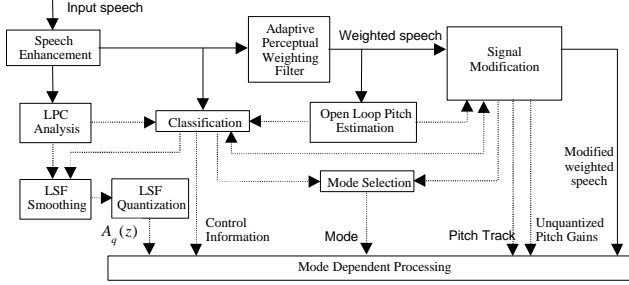 Input speech
Speech
Enhancement
Adaptive
Perceptual
Weighting
Filter
Weighted speech
Signal
Modification
LPC
Analysis
Classification
Open Loop Pitch
Estimation
Modified
weighted
speech
LSF
Smoothing
LSF
Quantization
Mode Selection
A_q(z)
Control
Information
Mode
Pitch Track
Unquantized
Pitch Gains
Mode Dependent Processing